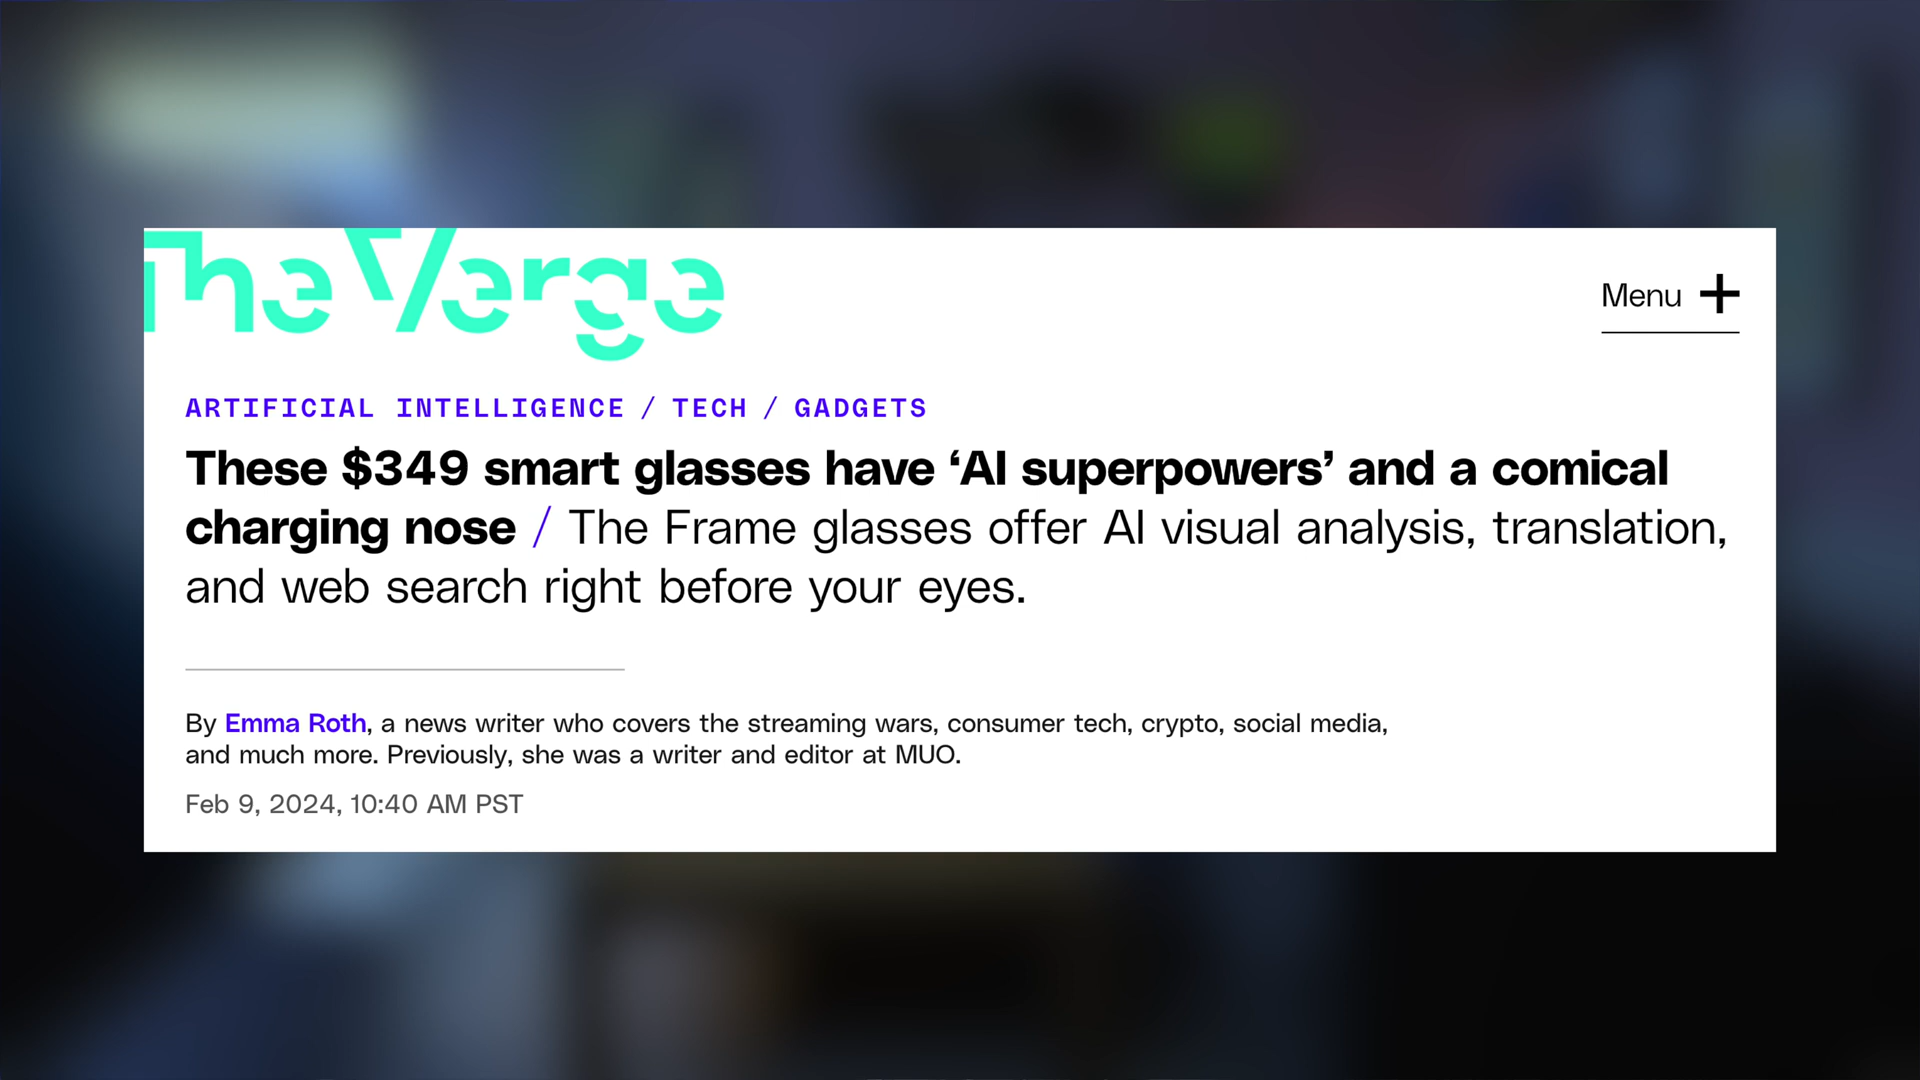 The Verge
Menu +
ARTIFICIAL INTELLIGENCE / TECH / GADGETS
These $349 smart glasses have ‘AI superpowers’ and a comical
charging nose / The Frame glasses offer AI visual analysis, translation,
and web search right before your eyes.
By Emma Roth, a news writer who covers the streaming wars, consumer tech, crypto, social media,
and much more. Previously, she was a writer and editor at MUO.
Feb 9, 2024, 10:40 AM PST